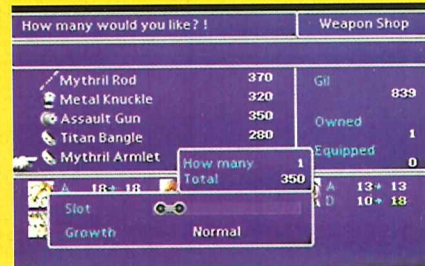 How many would you like? ! Weapon Shop
Mythril Rod 370
Metal Knuckle 320
Assault Gun 350
Titan Bangle 280
Mythril Armlet
Gil
839
Owned
1
Equipped
0
How many 1
Total 350
A 18→ 18
A 13→ 13
D 10→ 18
Slot
Growth Normal